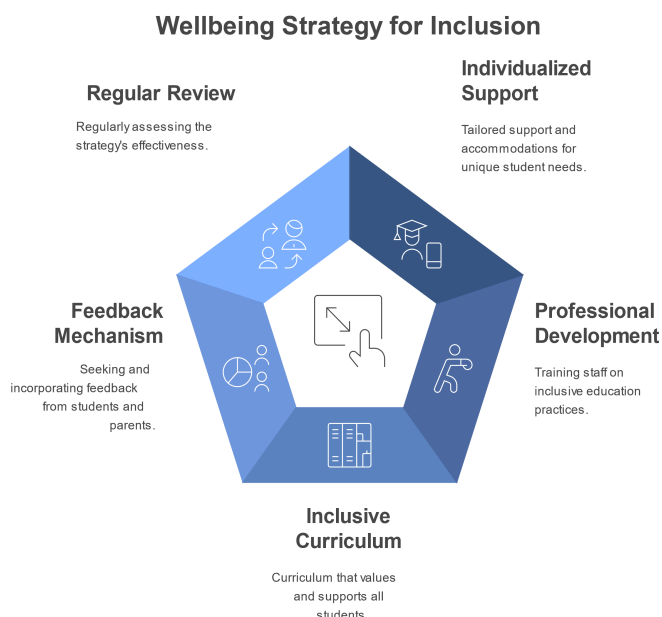 Wellbeing Strategy for Inclusion
Regular Review
Regularly assessing the
strategy's effectiveness.
Individualized
Support
Tailored support and
accommodations for
unique student needs.
Feedback
Mechanism
Seeking and
incorporating feedback
from students and
parents.
Professional
Development
Training staff on
inclusive education
practices.
Inclusive
Curriculum
Curriculum that values
and supports all
students